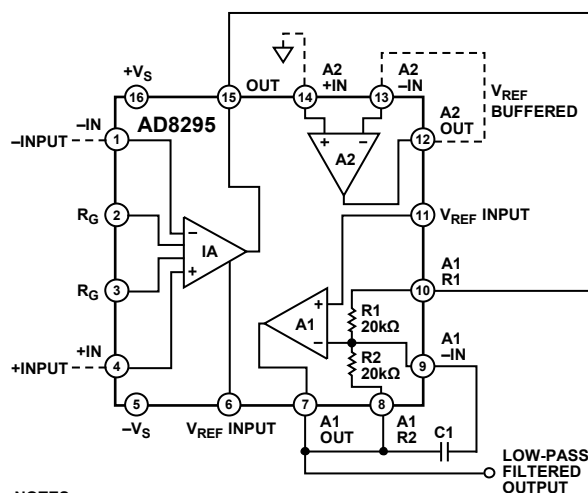 +VS
OUT
A2
+IN
A2
–IN
16
15
14
13
AD8295
VREF
BUFFERED
A2
OUT
12
–IN
–INPUT
1
+
–
A2
RG
2
11
VREF INPUT
–
IA
+
RG
3
A1
R1
10
+
A1
–
R1
20kΩ
R2
20kΩ
A1
–IN
9
+IN
+INPUT
4
5
6
7
8
–VS
VREF INPUT
A1
OUT
A1
R2
C1
LOW-PASS
FILTERED
OUTPUT